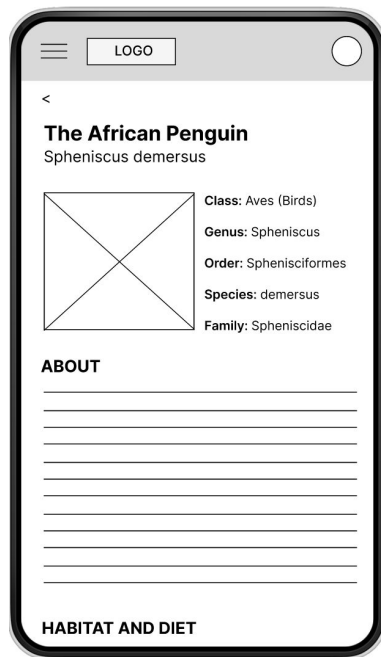 LOGO
<
The African Penguin
Spheniscus demersus
Class: Aves (Birds)
Genus: Spheniscus
Order: Sphenisciformes
Species: demersus
Family: Spheniscidae
ABOUT
HABITAT AND DIET